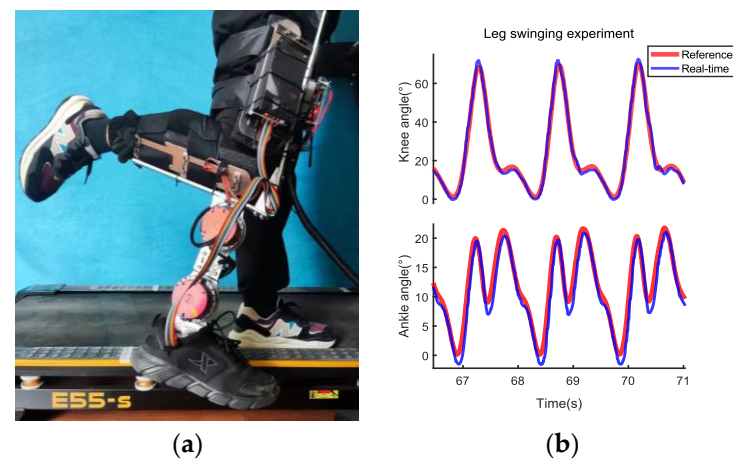 E55-s
(a)
Leg swinging experiment
Reference
Real-time
Knee angle(°)
60
40
20
0
Ankle angle(°)
20
15
10
5
0
67
68
69
70
71
Time(s)
(b)